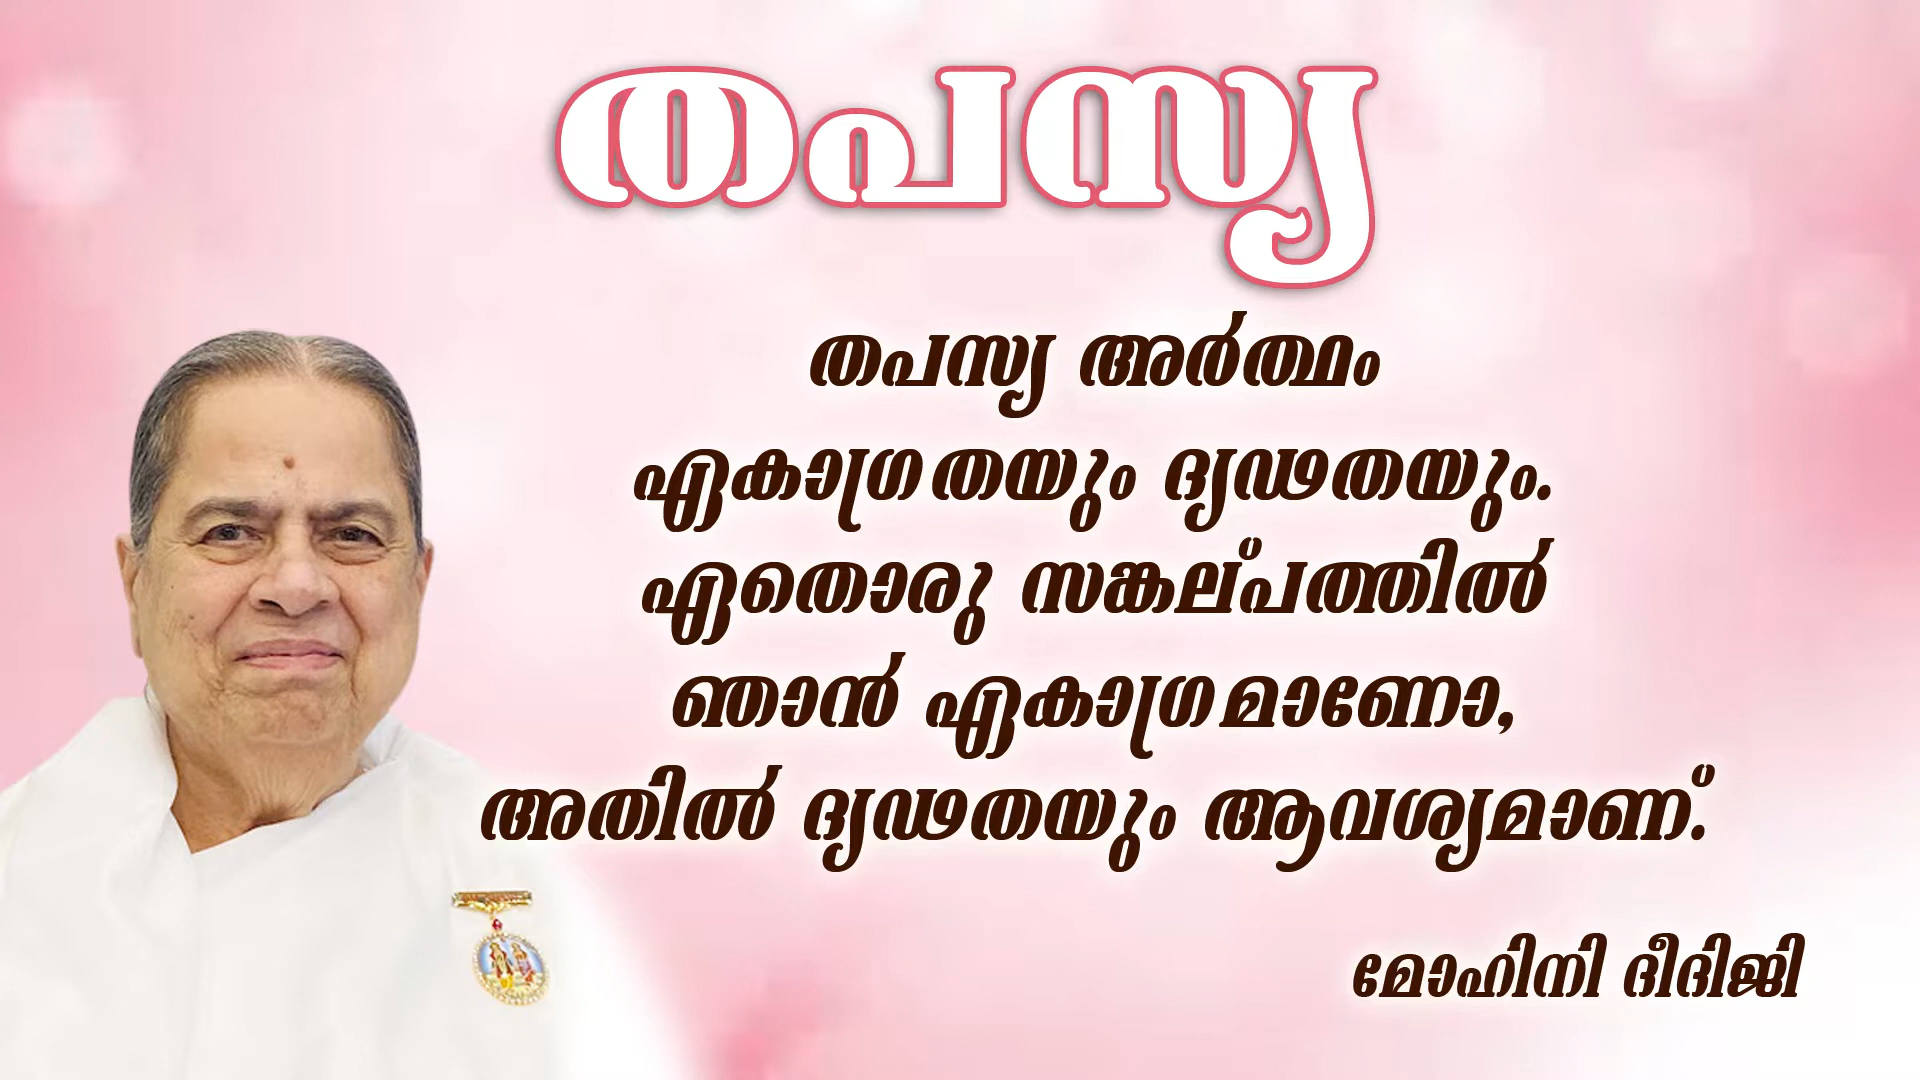 തപസ്യ
തപസ്യ അർത്ഥം
ഏകാഗ്രതയും ദൃഢതയും.
ഏതൊരു സങ്കല്പത്തിൽ
ഞാൻ ഏകാഗ്രമാണോ,
അതിൽ ദൃഢതയും ആവശ്യമാണ്.
മോഹിനി ദീദിജി